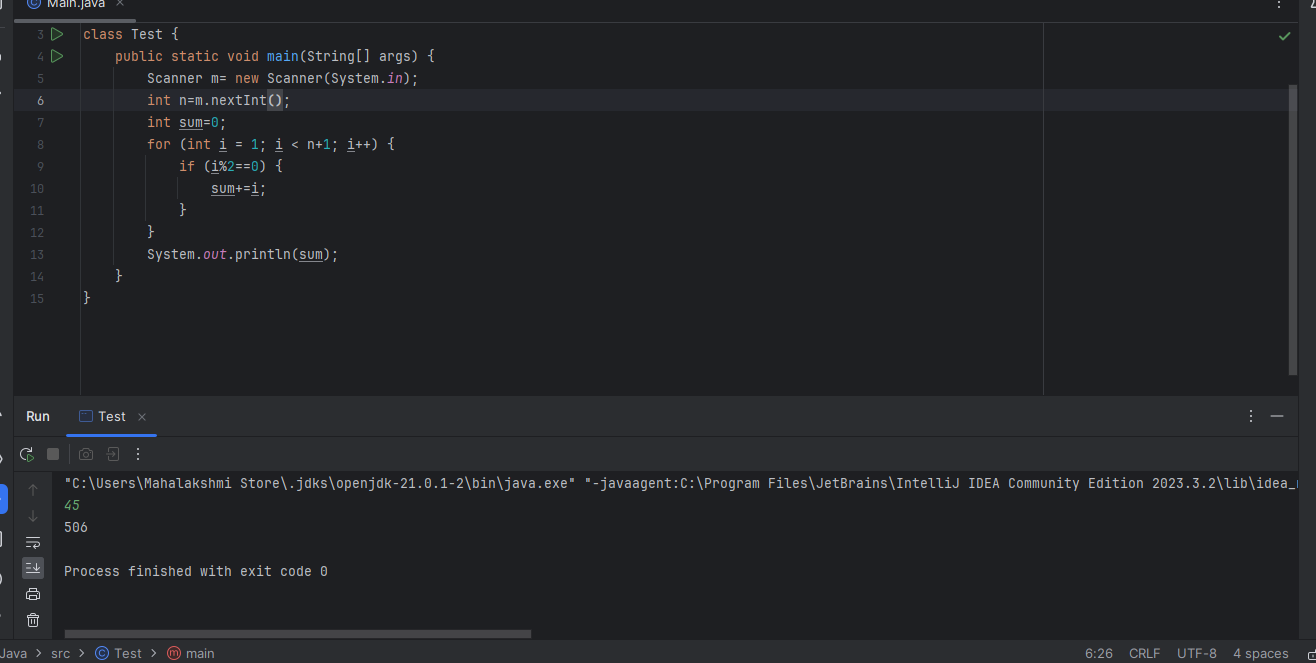 Main.java
3 class Test {
4 public static void main(String[] args) {
5 Scanner m= new Scanner(System.in);
6 int n=m.nextInt();
7 int sum=0;
8 for (int i = 1; i < n+1; i++) {
9 if (i%2==0) {
10 sum+=i;
11 }
12 }
13 System.out.println(sum);
14 }
15 }
Run Test
"C:\Users\Mahalakshmi Store\.jdks\openjdk-21.0.1-2\bin\java.exe" "-javaagent:C:\Program Files\JetBrains\IntelliJ IDEA Community Edition 2023.3.2\lib\idea_
45
506
Process finished with exit code 0
Java > src > Test > main 6:26 CRLF UTF-8 4 spaces